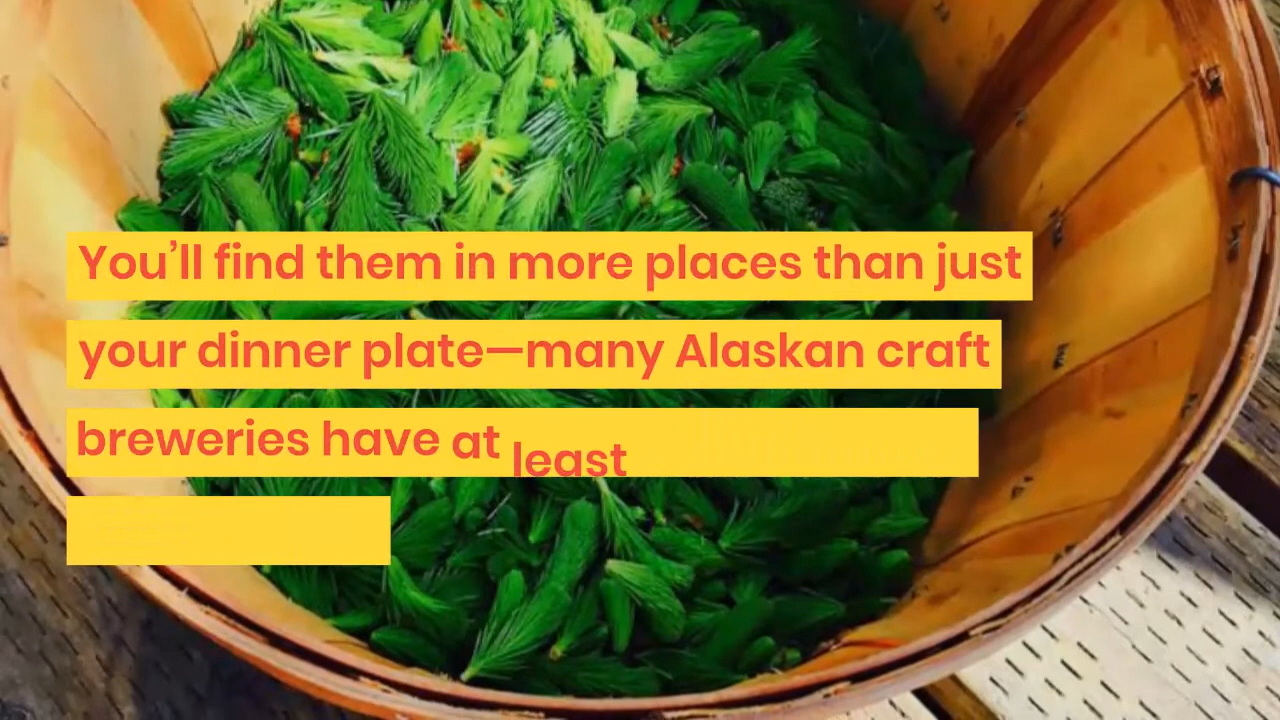 You’ll find them in more places than just
your dinner plate—many Alaskan craft
breweries have at least